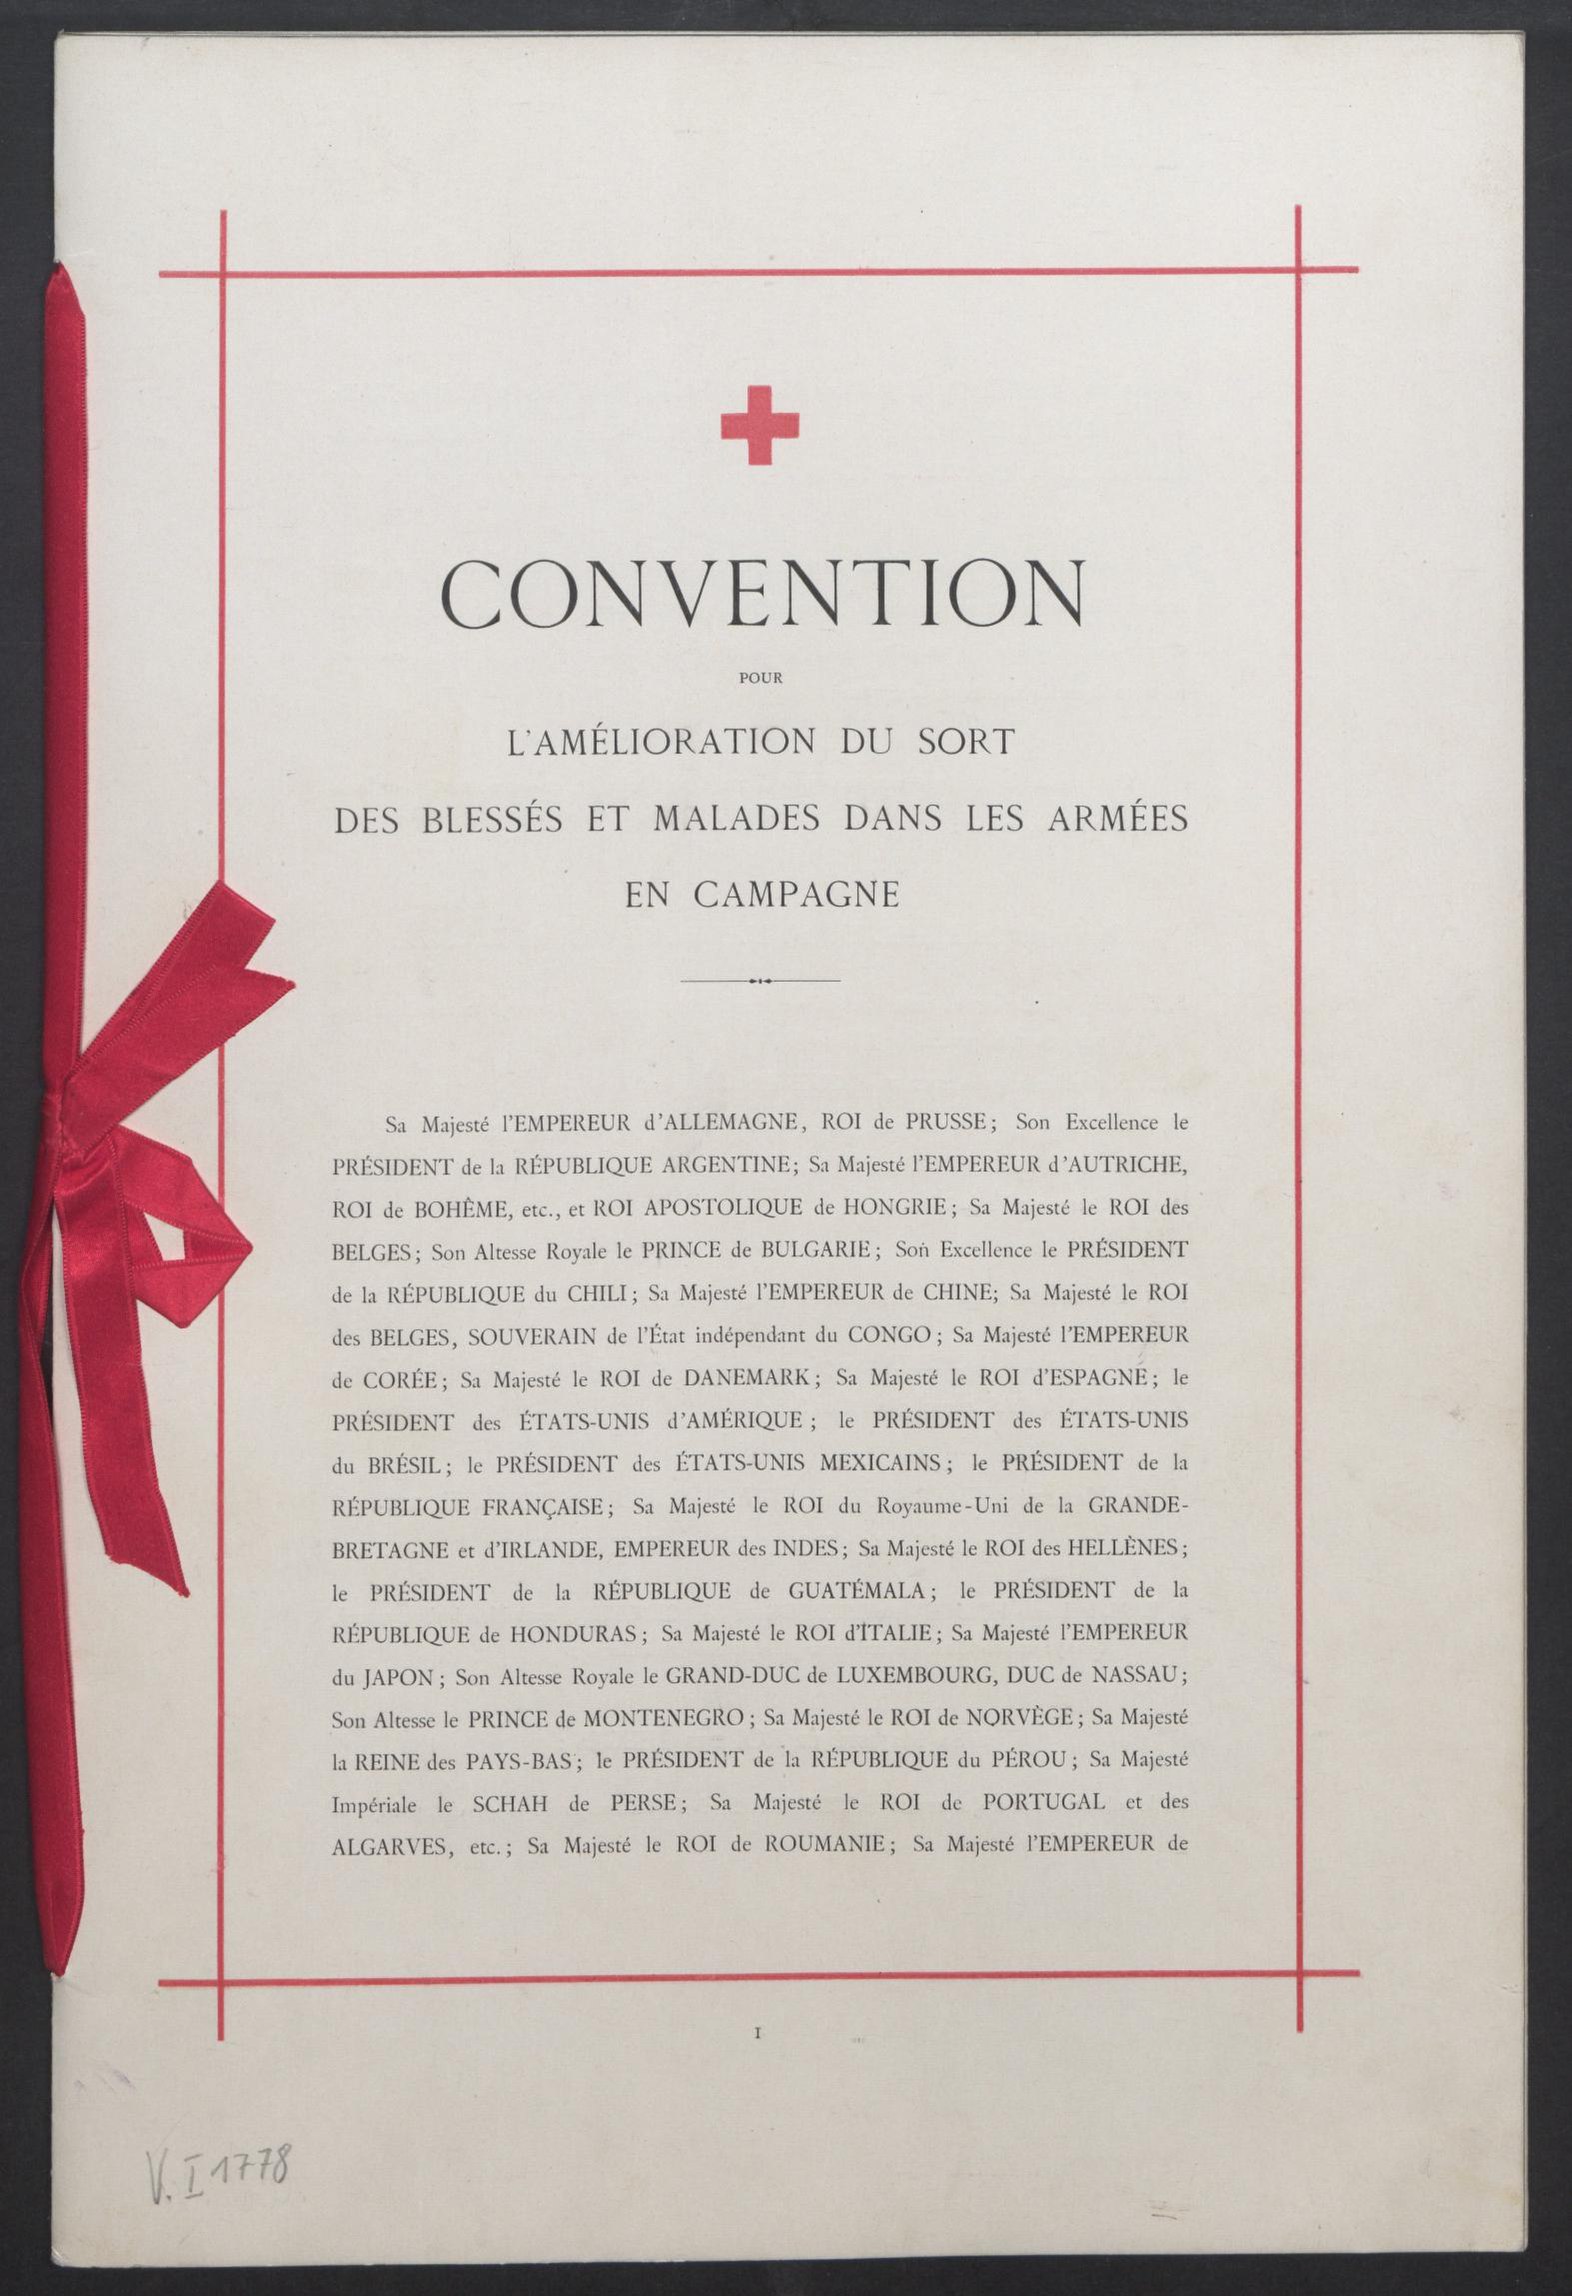 CONVENTION
POUR
L'AMÉLIORATION DU SORT
DES BLESSÉS ET MALADES DANS LES ARMÉES
EN CAMPAGNE
Sa Majesté l'EMPEREUR d'ALLEMAGNE, ROI de PRUSSE; Son Excellence le
PRÉSIDENT de la RÉPUBLIQUE ARGENTINE; Sa Majesté l'EMPEREUR d'AUTRICHE,
ROI de BOHÊME, etc., et ROI APOSTOLIQUE de HONGRIE; Sa Majesté le ROI des
BELGES; Son Altesse Royale le PRINCE de BULGARIE; Son Excellence le PRÉSIDENT
de la RÉPUBLIQUE du CHILI; Sa Majesté l'EMPEREUR de CHINE; Sa Majesté le ROI
des BELGES, SOUVERAIN de l'État indépendant du CONGO; Sa Majesté l'EMPEREUR
de CORÉE; Sa Majesté le ROI de DANEMARK; Sa Majesté le ROI d'ESPAGNE; le
PRÉSIDENT des ÉTATS-UNIS d'AMÉRIQUE; le PRÉSIDENT des ÉTATS-UNIS
du BRÉSIL; le PRÉSIDENT des ÉTATS-UNIS MEXICAINS; le PRÉSIDENT de la
RÉPUBLIQUE FRANÇAISE; Sa Majesté le ROI du Royaume-Uni de la GRANDE-
BRETAGNE et d'IRLANDE, EMPEREUR des INDES; Sa Majesté le ROI des HELLÈNES;
le PRÉSIDENT de la RÉPUBLIQUE de GUATÉMALA; le PRÉSIDENT de la
RÉPUBLIQUE de HONDURAS; Sa Majesté le ROI d'ITALIE; Sa Majesté l'EMPEREUR
du JAPON; Son Altesse Royale le GRAND-DUC de LUXEMBOURG, DUC de NASSAU;
Son Altesse le PRINCE de MONTENEGRO; Sa Majesté le ROI de NORVÈGE; Sa Majesté
la REINE des PAYS-BAS; le PRÉSIDENT de la RÉPUBLIQUE du PÉROU; Sa Majesté
Impériale le SCHAH de PERSE; Sa Majesté le ROI de PORTUGAL et des
ALGARVES, etc.; Sa Majesté le ROI de ROUMANIE; Sa Majesté l'EMPEREUR de
I
V. I 1778